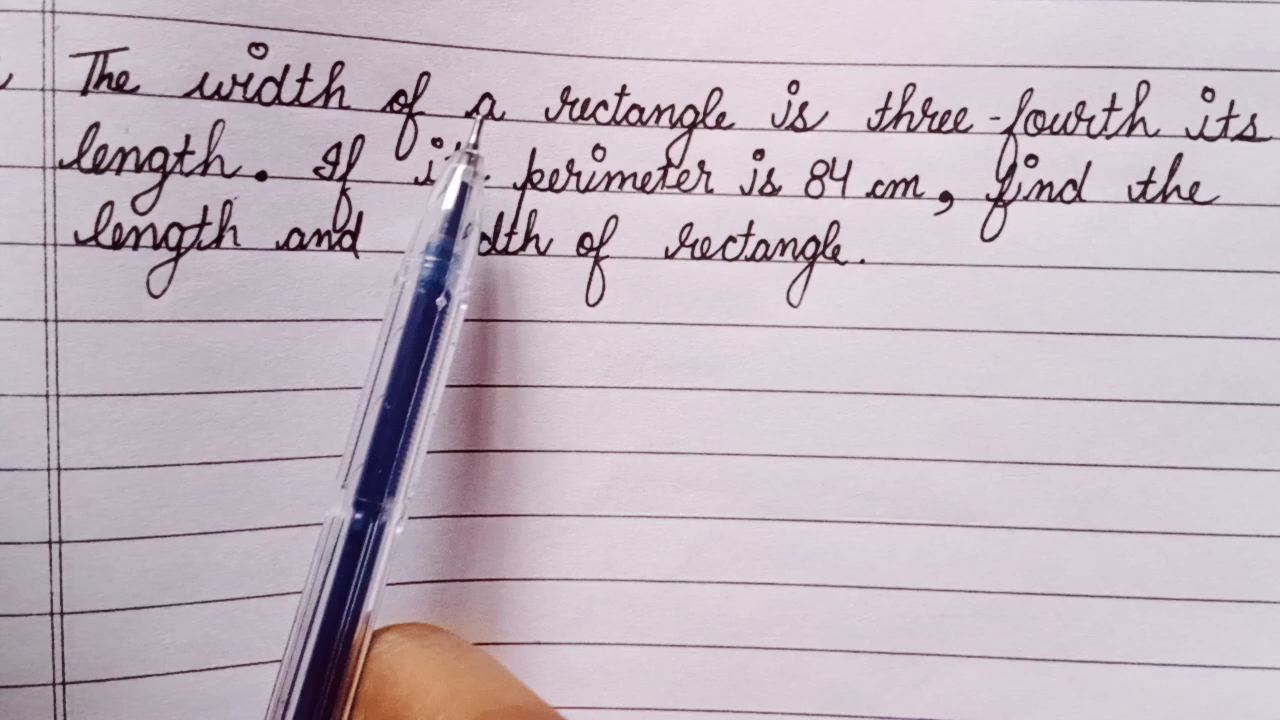 The width of a rectangle is three-fourth its
length. If perimeter is 84 cm, find the
length and of rectangle.